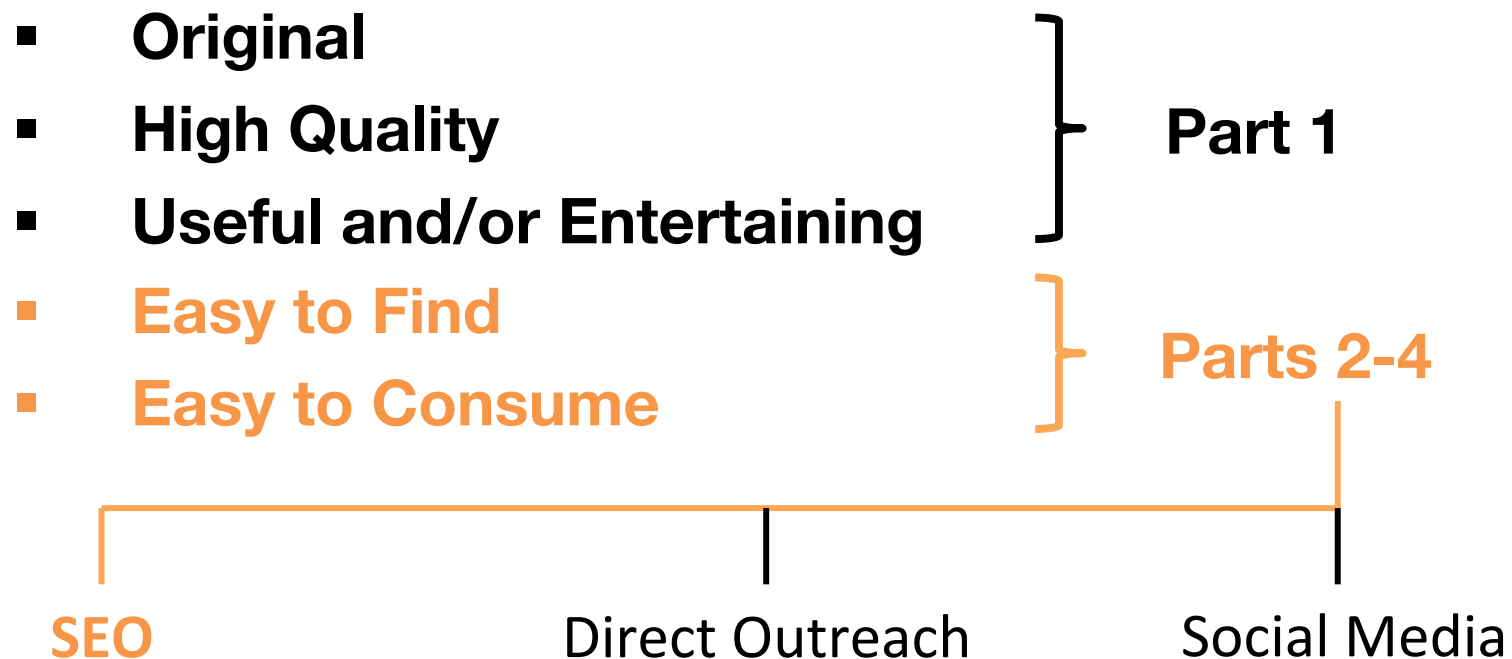 ▪ Original
▪ High Quality
Part 1
▪ Useful and/or Entertaining
▪ Easy to Find
Parts 2-4
▪ Easy to Consume
SEO Direct Outreach Social Media